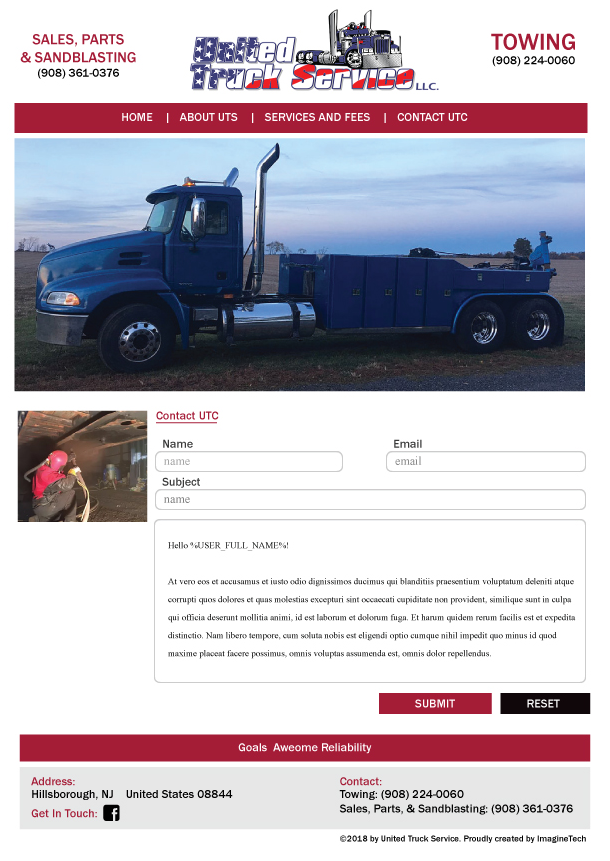 SALES, PARTS
& SANDBLASTING
(908) 361-0376
United
Truck Service LLC.
TOWING
(908) 224-0060
HOME | ABOUT UTS | SERVICES AND FEES | CONTACT UTC
Contact UTC
Name Email
name email
Subject
name
Hello %USER_FULL_NAME%!
At vero eos et accusamus et iusto odio dignissimos ducimus qui blanditiis praesentium voluptatum deleniti atque
corrupti quos dolores et quas molestias excepturi sint occaecati cupiditate non provident, similique sunt in culpa
qui officia deserunt mollitia animi, id est laborum et dolorum fuga. Et harum quidem rerum facilis est et expedita
distinctio. Nam libero tempore, cum soluta nobis est eligendi optio cumque nihil impedit quo minus id quod
maxime placeat facere possimus, omnis voluptas assumenda est, omnis dolor repellendus.
SUBMIT RESET
Goals Aweome Reliability
Address:
Hillsborough, NJ United States 08844
Get In Touch:
Contact:
Towing: (908) 224-0060
Sales, Parts, & Sandblasting: (908) 361-0376
©2018 by United Truck Service. Proudly created by ImagineTech